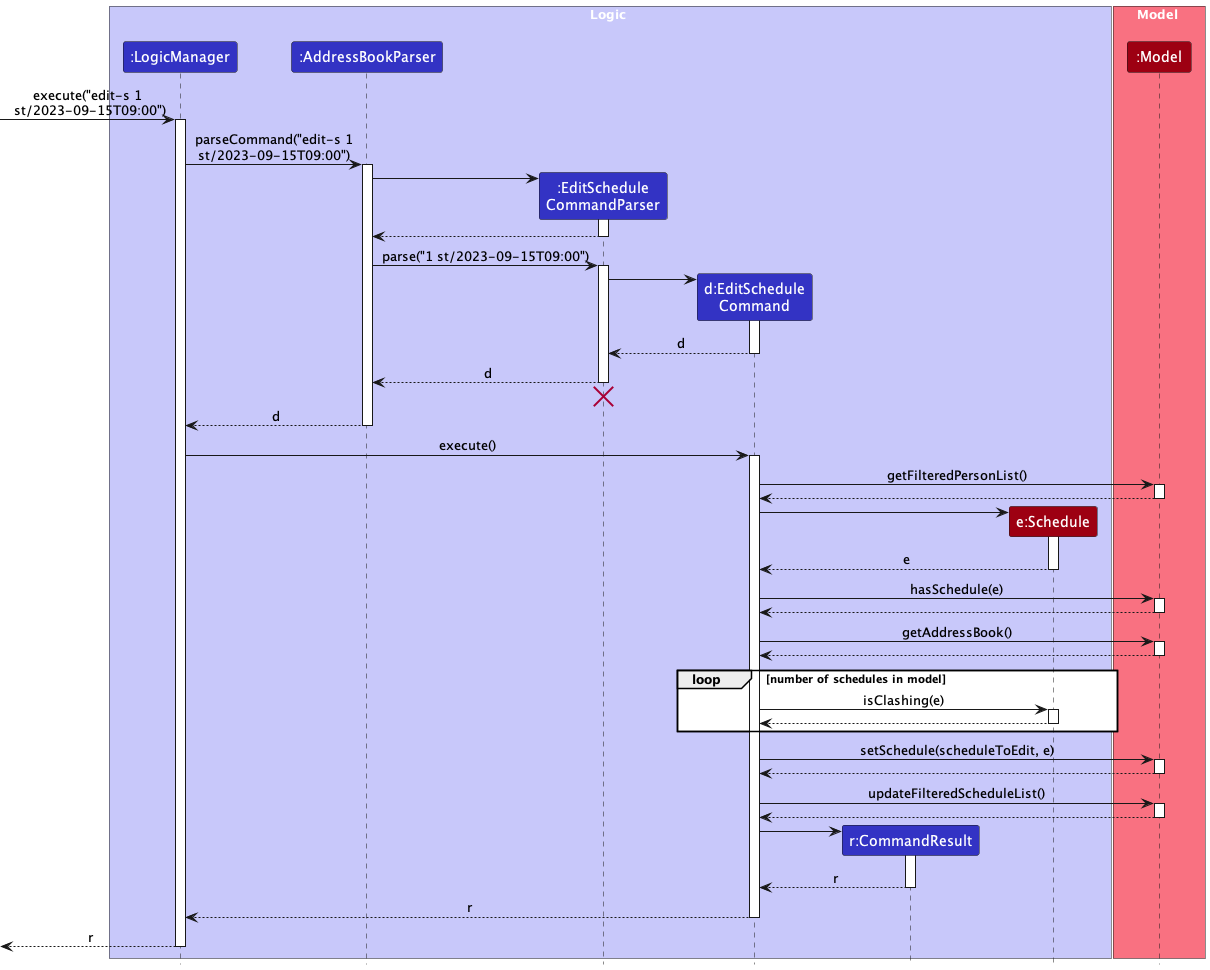 Logic
Model
:LogicManager
:AddressBookParser
:Model
execute("edit-s 1
st/2023-09-15T09:00")
parseCommand("edit-s 1
st/2023-09-15T09:00")
:EditSchedule
CommandParser
parse("1 st/2023-09-15T09:00")
d:EditSchedule
Command
d
d
d
execute()
getFilteredPersonList()
e:Schedule
e
hasSchedule(e)
getAddressBook()
loop
[number of schedules in model]
isClashing(e)
setSchedule(scheduleToEdit, e)
updateFilteredScheduleList()
r:CommandResult
r
r
r